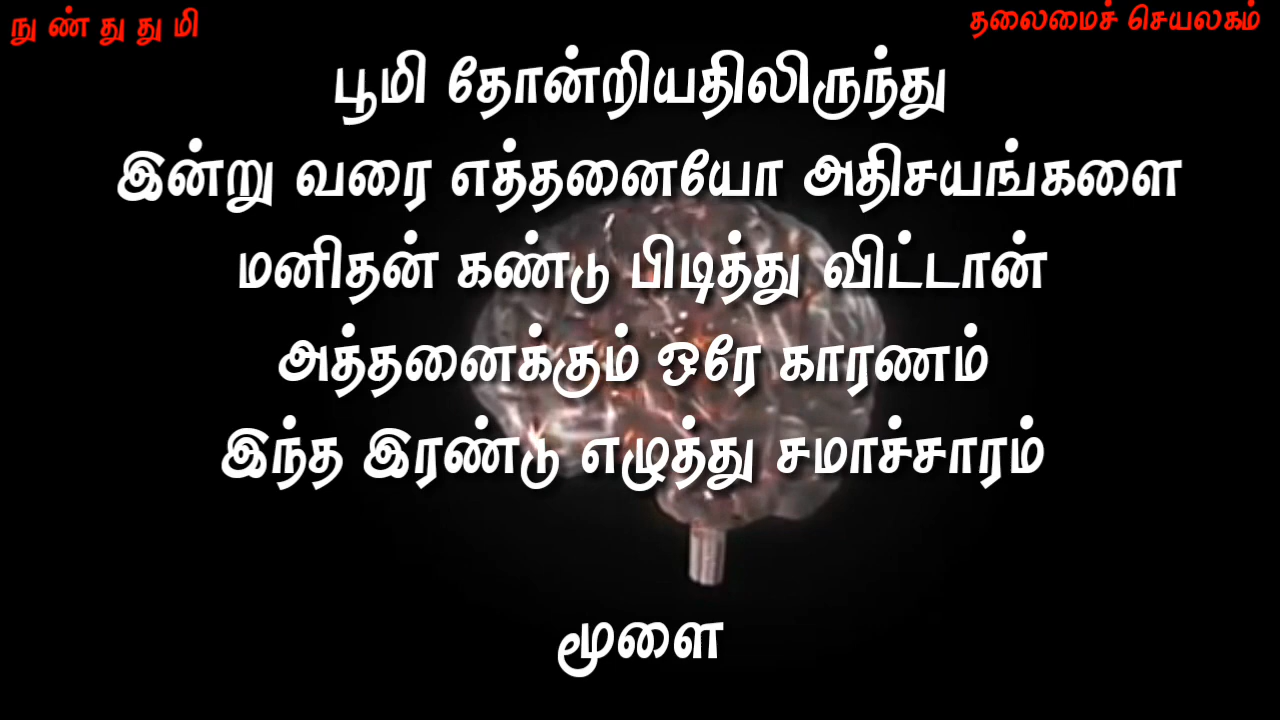 நு ண் து து மி
தலைமைச் செயலகம்
பூமி தோன்றியதிலிருந்து
இன்று வரை எத்தனையோ அதிசயங்களை
மனிதன் கண்டு பிடித்து விட்டான்
அத்தனைக்கும் ஒரே காரணம்
இந்த இரண்டு எழுத்து சமாச்சாரம்
மூளை